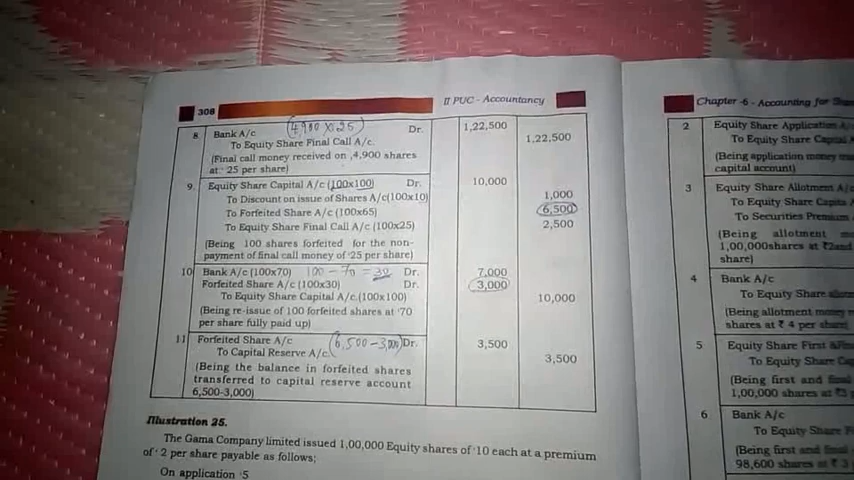 308
II PUC - Accountancy
8. Bank A/c (4,900 x 25) Dr. 1,22,500
To Equity Share Final Call A/c. 1,22,500
(Final call money received on ,4,900 shares
at ` 25 per share)
9. Equity Share Capital A/c (100x100) Dr. 10,000
To Discount on issue of Shares A/c(100x10) 1,000
To Forfeited Share A/c (100x65) 6,500
To Equity Share Final Call A/c (100x25) 2,500
(Being 100 shares forfeited for the non-
payment of final call money of `25 per share)
10 Bank A/c (100x70) 100 - 70 = 30 Dr. 7,000
Forfeited Share A/c (100x30) Dr. 3,000
To Equity Share Capital A/c.(100x100) 10,000
(Being re-issue of 100 forfeited shares at `70
per share fully paid up)
11 Forfeited Share A/c (6,500-3,000) Dr. 3,500
To Capital Reserve A/c. 3,500
(Being the balance in forfeited shares
transferred to capital reserve account
6,500-3,000)
Illustration 25.
The Gama Company limited issued 1,00,000 Equity shares of `10 each at a premium
of ` 2 per share payable as follows;
On application `5
Chapter -6 - Accounting for
2 Equity Share Application
To Equity Share Capital
(Being application money
capital account)
3 Equity Share Allotment A/c
To Equity Share
To Securities Premium
(Being allotment
1,00,000shares at ₹2and
share)
4 Bank A/c
To Equity Share
(Being allotment money
shares at ₹ 4 per share)
5 Equity Share First
To Equity Share
(Being first and final
1,00,000 shares at ₹3
6 Bank A/c
To Equity Share
(Being first and final
98,600 shares at ₹ 3